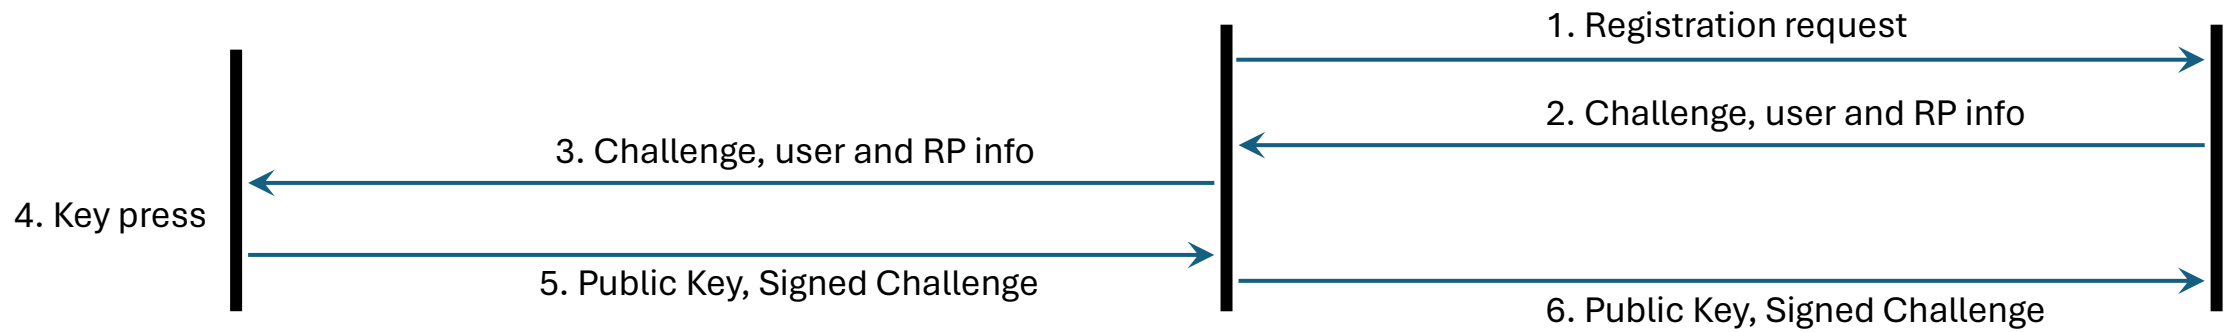 1. Registration request
2. Challenge, user and RP info
3. Challenge, user and RP info
4. Key press
5. Public Key, Signed Challenge
6. Public Key, Signed Challenge